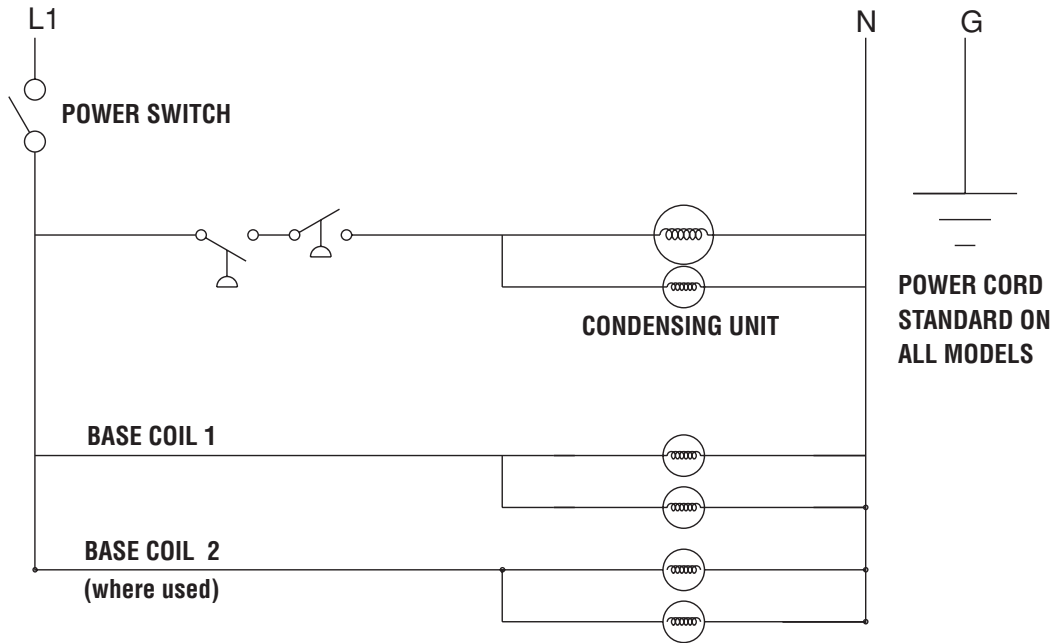 L1
N
G
POWER SWITCH
POWER CORD
STANDARD ON
ALL MODELS
CONDENSING UNIT
BASE COIL 1
BASE COIL 2
(where used)